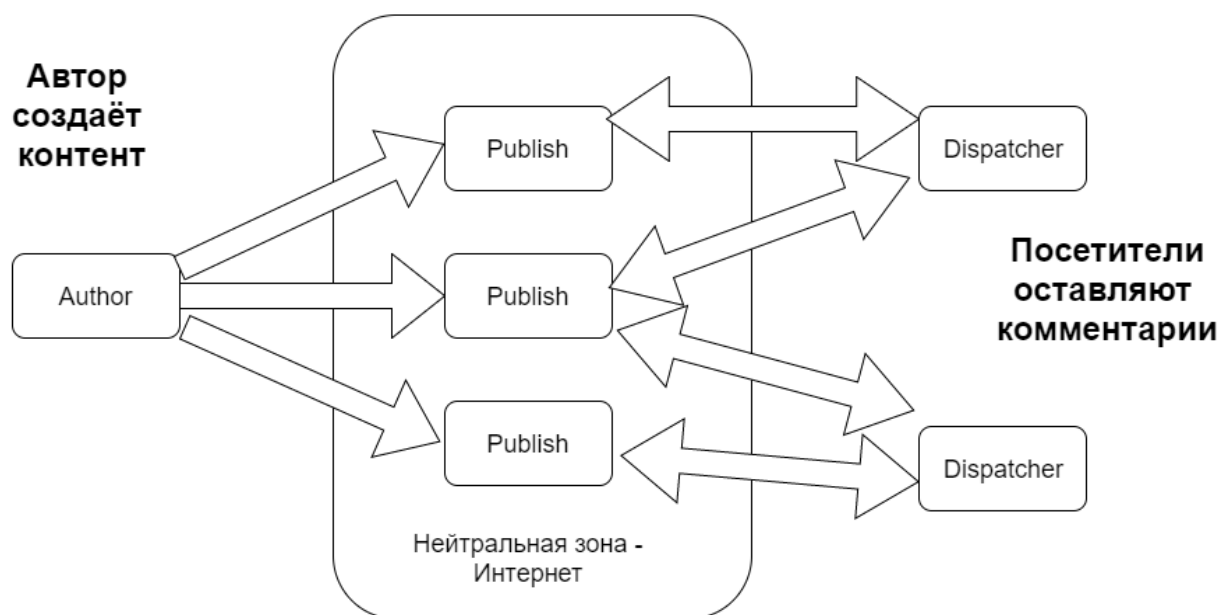 Автор
создаёт
контент
Author
Publish
Publish
Publish
Нейтральная зона -
Интернет
Dispatcher
Dispatcher
Посетители
оставляют
комментарии